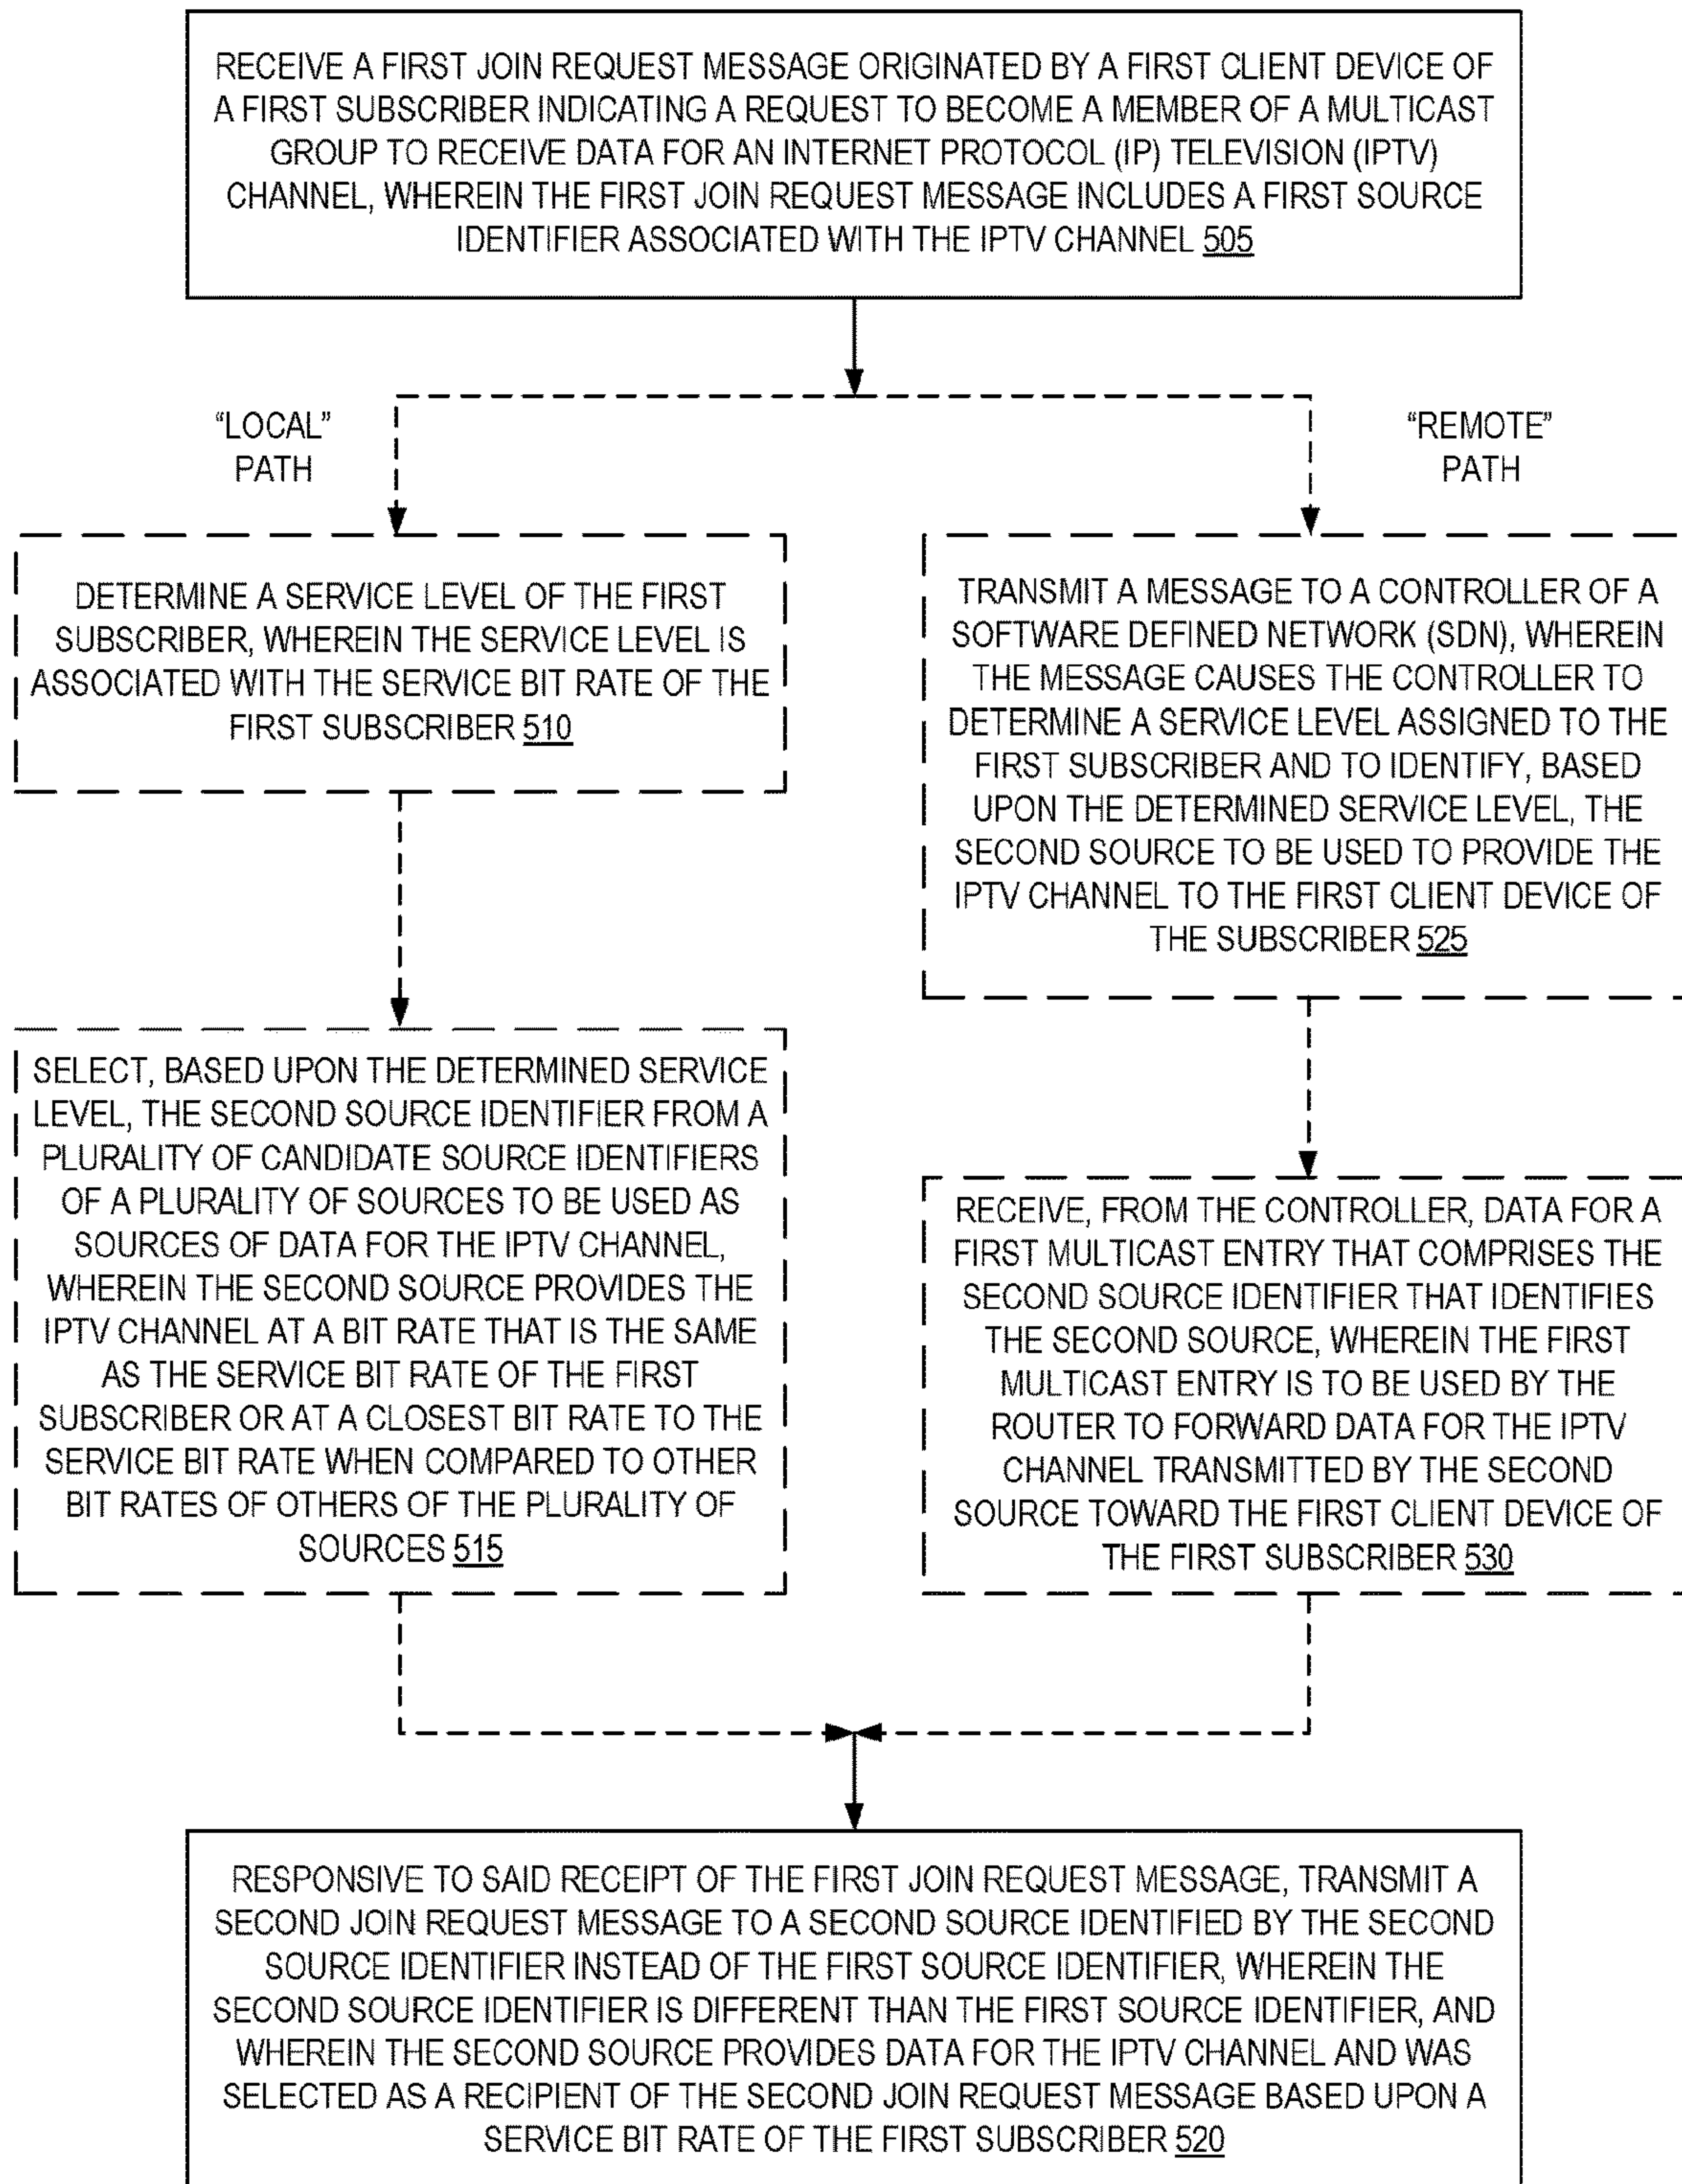 RECEIVE A FIRST JOIN REQUEST MESSAGE ORIGINATED BY A FIRST CLIENT DEVICE OF
A FIRST SUBSCRIBER INDICATING A REQUEST TO BECOME A MEMBER OF A MULTICAST
GROUP TO RECEIVE DATA FOR AN INTERNET PROTOCOL (IP) TELEVISION (IPTV)
CHANNEL, WHEREIN THE FIRST JOIN REQUEST MESSAGE INCLUDES A FIRST SOURCE
IDENTIFIER ASSOCIATED WITH THE IPTV CHANNEL 505
“LOCAL”
PATH
“REMOTE”
PATH
DETERMINE A SERVICE LEVEL OF THE FIRST
SUBSCRIBER, WHEREIN THE SERVICE LEVEL IS
ASSOCIATED WITH THE SERVICE BIT RATE OF THE
FIRST SUBSCRIBER 510
SELECT, BASED UPON THE DETERMINED SERVICE
LEVEL, THE SECOND SOURCE IDENTIFIER FROM A
PLURALITY OF CANDIDATE SOURCE IDENTIFIERS
OF A PLURALITY OF SOURCES TO BE USED AS
SOURCES OF DATA FOR THE IPTV CHANNEL,
WHEREIN THE SECOND SOURCE PROVIDES THE
IPTV CHANNEL AT A BIT RATE THAT IS THE SAME
AS THE SERVICE BIT RATE OF THE FIRST
SUBSCRIBER OR AT A CLOSEST BIT RATE TO THE
SERVICE BIT RATE WHEN COMPARED TO OTHER
BIT RATES OF OTHERS OF THE PLURALITY OF
SOURCES 515
TRANSMIT A MESSAGE TO A CONTROLLER OF A
SOFTWARE DEFINED NETWORK (SDN), WHEREIN
THE MESSAGE CAUSES THE CONTROLLER TO
DETERMINE A SERVICE LEVEL ASSIGNED TO THE
FIRST SUBSCRIBER AND TO IDENTIFY, BASED
UPON THE DETERMINED SERVICE LEVEL, THE
SECOND SOURCE TO BE USED TO PROVIDE THE
IPTV CHANNEL TO THE FIRST CLIENT DEVICE OF
THE SUBSCRIBER 525
RECEIVE, FROM THE CONTROLLER, DATA FOR A
FIRST MULTICAST ENTRY THAT COMPRISES THE
SECOND SOURCE IDENTIFIER THAT IDENTIFIES
THE SECOND SOURCE, WHEREIN THE FIRST
MULTICAST ENTRY IS TO BE USED BY THE
ROUTER TO FORWARD DATA FOR THE IPTV
CHANNEL TRANSMITTED BY THE SECOND
SOURCE TOWARD THE FIRST CLIENT DEVICE OF
THE FIRST SUBSCRIBER 530
RESPONSIVE TO SAID RECEIPT OF THE FIRST JOIN REQUEST MESSAGE, TRANSMIT A
SECOND JOIN REQUEST MESSAGE TO A SECOND SOURCE IDENTIFIED BY THE SECOND
SOURCE IDENTIFIER INSTEAD OF THE FIRST SOURCE IDENTIFIER, WHEREIN THE
SECOND SOURCE IDENTIFIER IS DIFFERENT THAN THE FIRST SOURCE IDENTIFIER, AND
WHEREIN THE SECOND SOURCE PROVIDES DATA FOR THE IPTV CHANNEL AND WAS
SELECTED AS A RECIPIENT OF THE SECOND JOIN REQUEST MESSAGE BASED UPON A
SERVICE BIT RATE OF THE FIRST SUBSCRIBER 520